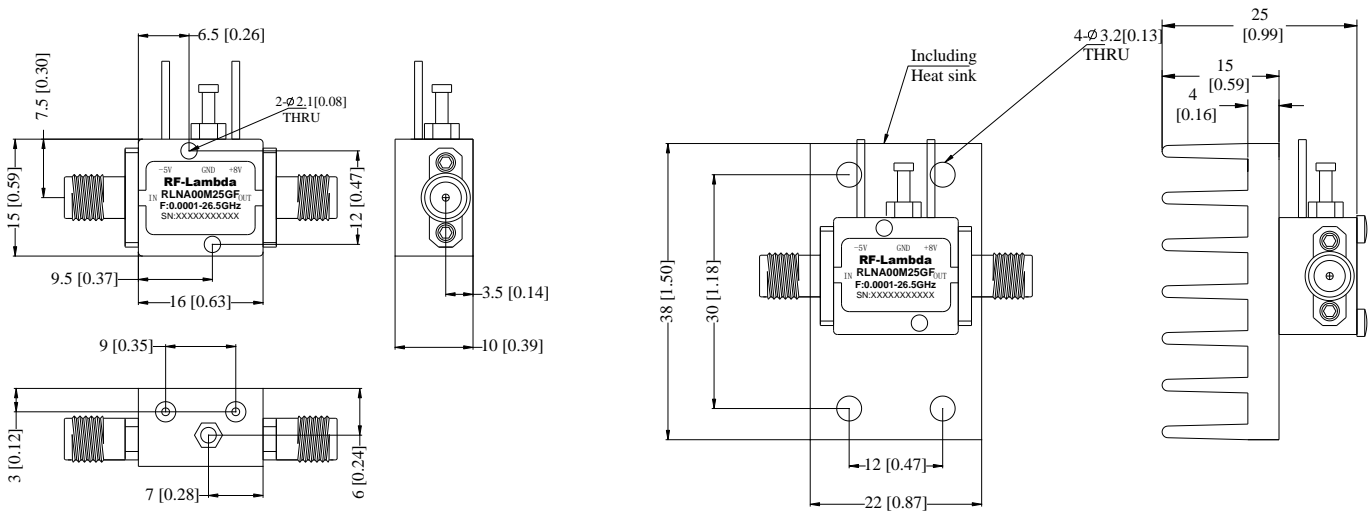 6.5 [0.26]
7.5 [0.30]
2-Ø2.1[0.08]
THRU
15 [0.59]
12 [0.47]
-5V GND +8V
RF-Lambda
RLNA00M25GF
IN OUT
F:0.0001-26.5GHz
SN:XXXXXXXXXXX
9.5 [0.37]
16 [0.63]
3.5 [0.14]
10 [0.39]
9 [0.35]
3 [0.12]
7 [0.28]
6 [0.24]
Including
Heat sink
4-Ø3.2[0.13]
THRU
38 [1.50]
30 [1.18]
-5V GND +8V
RF-Lambda
RLNA00M25GF
IN OUT
F:0.0001-26.5GHz
SN:XXXXXXXXXXX
12 [0.47]
22 [0.87]
25
[0.99]
15
[0.59]
4
[0.16]